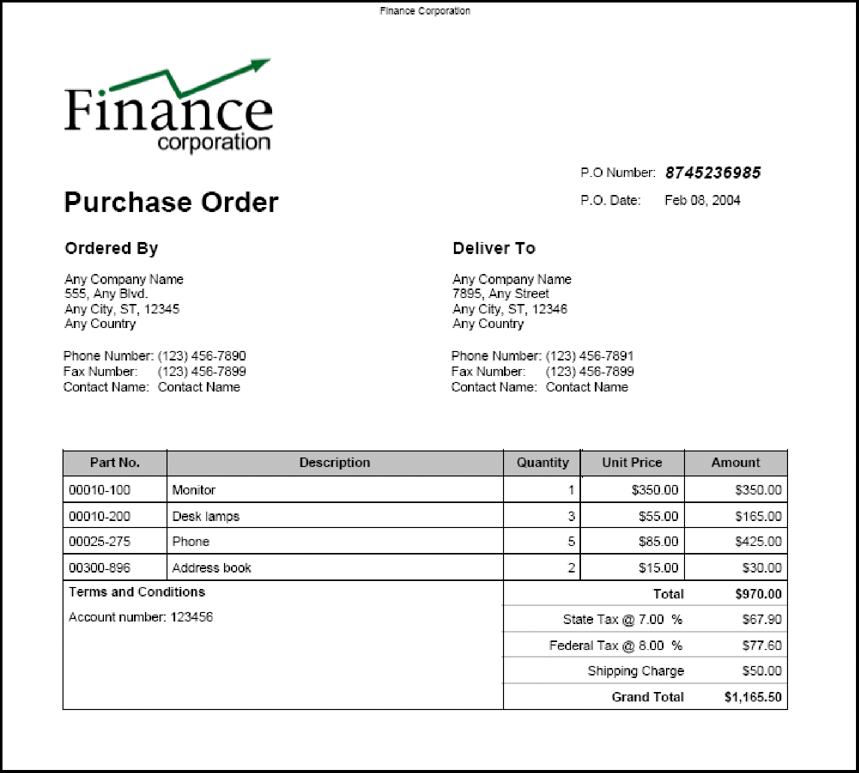 Finance Corporation
Finance
corporation
P.O Number: 8745236985
Purchase Order
P.O. Date: Feb 08, 2004
Ordered By
Deliver To
Any Company Name
Any Company Name
555, Any Blvd.
7895, Any Street
Any City, ST, 12345
Any City, ST, 12346
Any Country
Any Country
Phone Number: (123) 456-7890
Phone Number: (123) 456-7891
Fax Number: (123) 456-7899
Fax Number: (123) 456-7899
Contact Name: Contact Name
Contact Name: Contact Name
Part No. Description Quantity Unit Price Amount
00010-100 Monitor 1 $350.00 $350.00
00010-200 Desk lamps 3 $55.00 $165.00
00025-275 Phone 5 $85.00 $425.00
00300-896 Address book 2 $15.00 $30.00
Terms and Conditions
Total $970.00
Account number: 123456
State Tax @ 7.00 % $67.90
Federal Tax @ 8.00 % $77.60
Shipping Charge $50.00
Grand Total $1,165.50